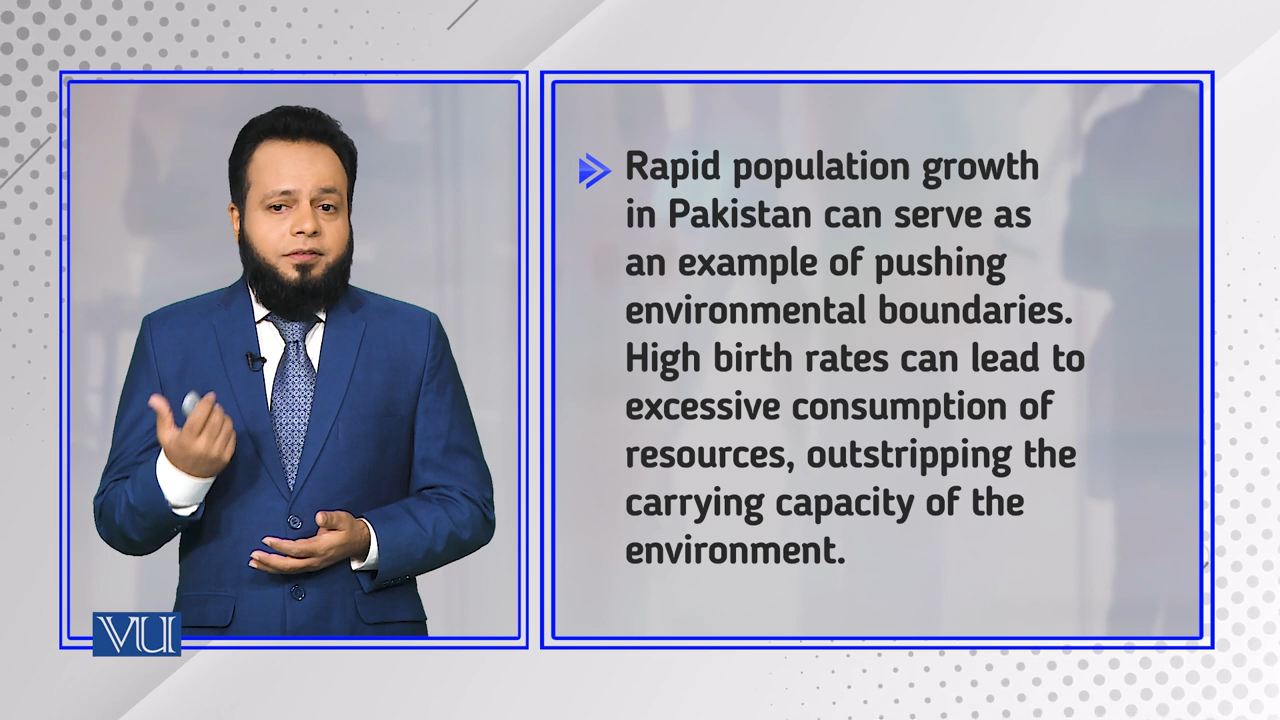 Rapid population growth
in Pakistan can serve as
an example of pushing
environmental boundaries.
High birth rates can lead to
excessive consumption of
resources, outstripping the
carrying capacity of the
environment.
VU